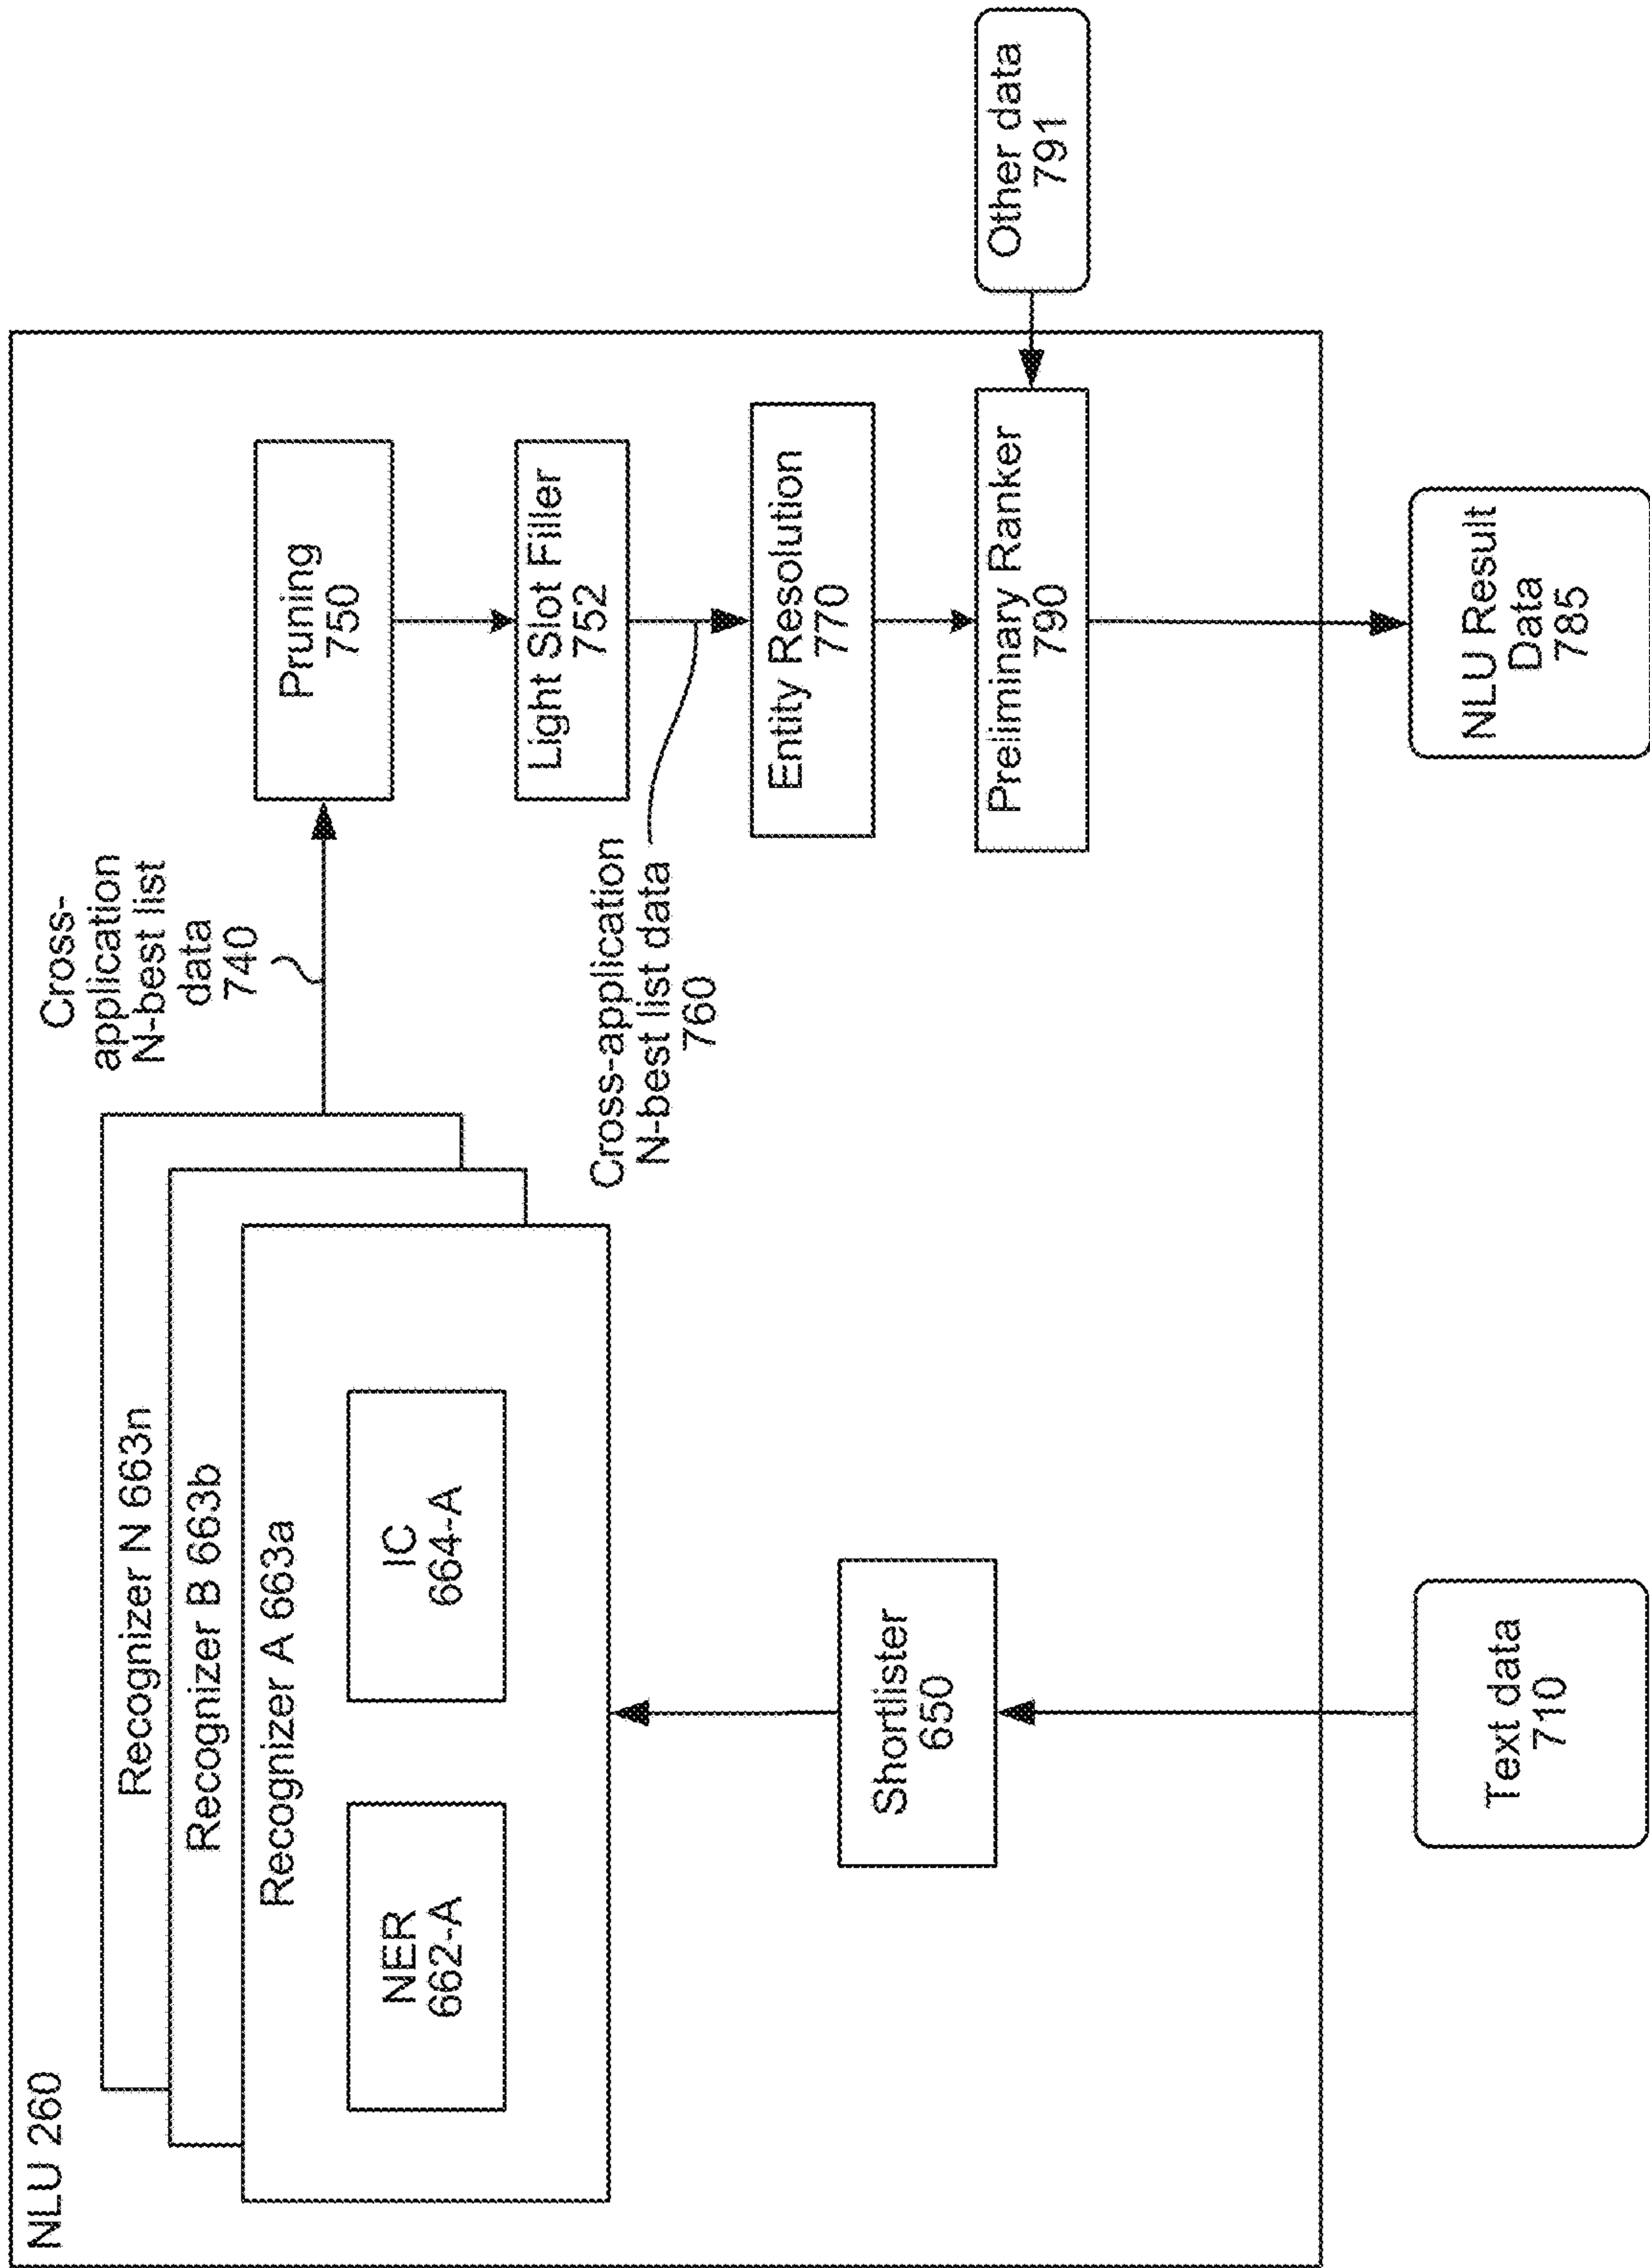 NLU 260
Recognizer N 663n
Recognizer B 663b
Recognizer A 663a
NER
662-A
IC
664-A
Shortlister
650
Text data
710
Cross-
application
N-best list
data
740
Pruning
750
Light Slot Filler
752
Cross-application
N-best list data
760
Entity Resolution
770
Preliminary Ranker
790
Other data
791
NLU Result
Data
785